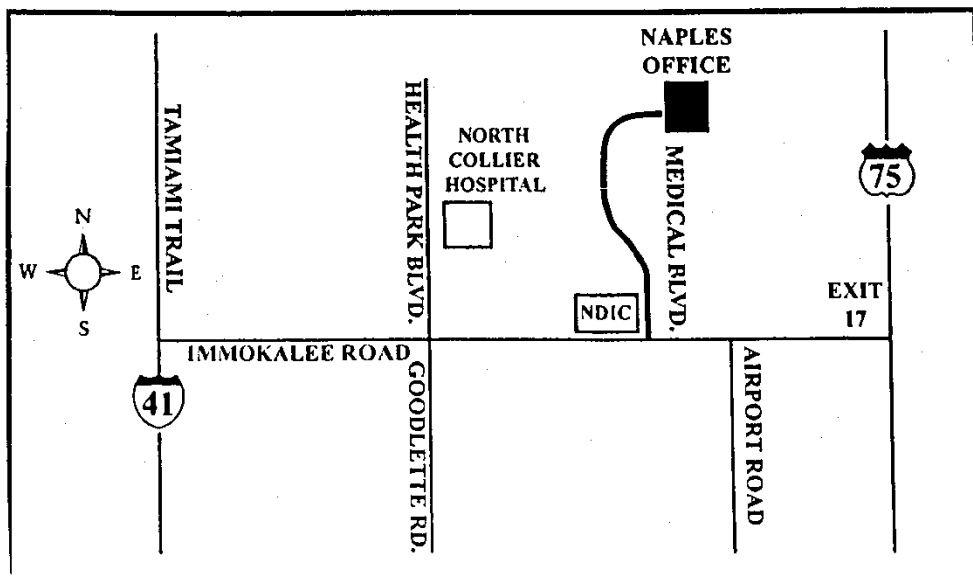 NAPLES
OFFICE
TAMIAMI TRAIL
HEALTH PARK BLVD.
NORTH
COLLIER
HOSPITAL
MEDICAL BLVD.
75
N
W
E
S
NDIC
EXIT
17
IMMOKALEE ROAD
41
GOODLETTE RD.
AIRPORT ROAD